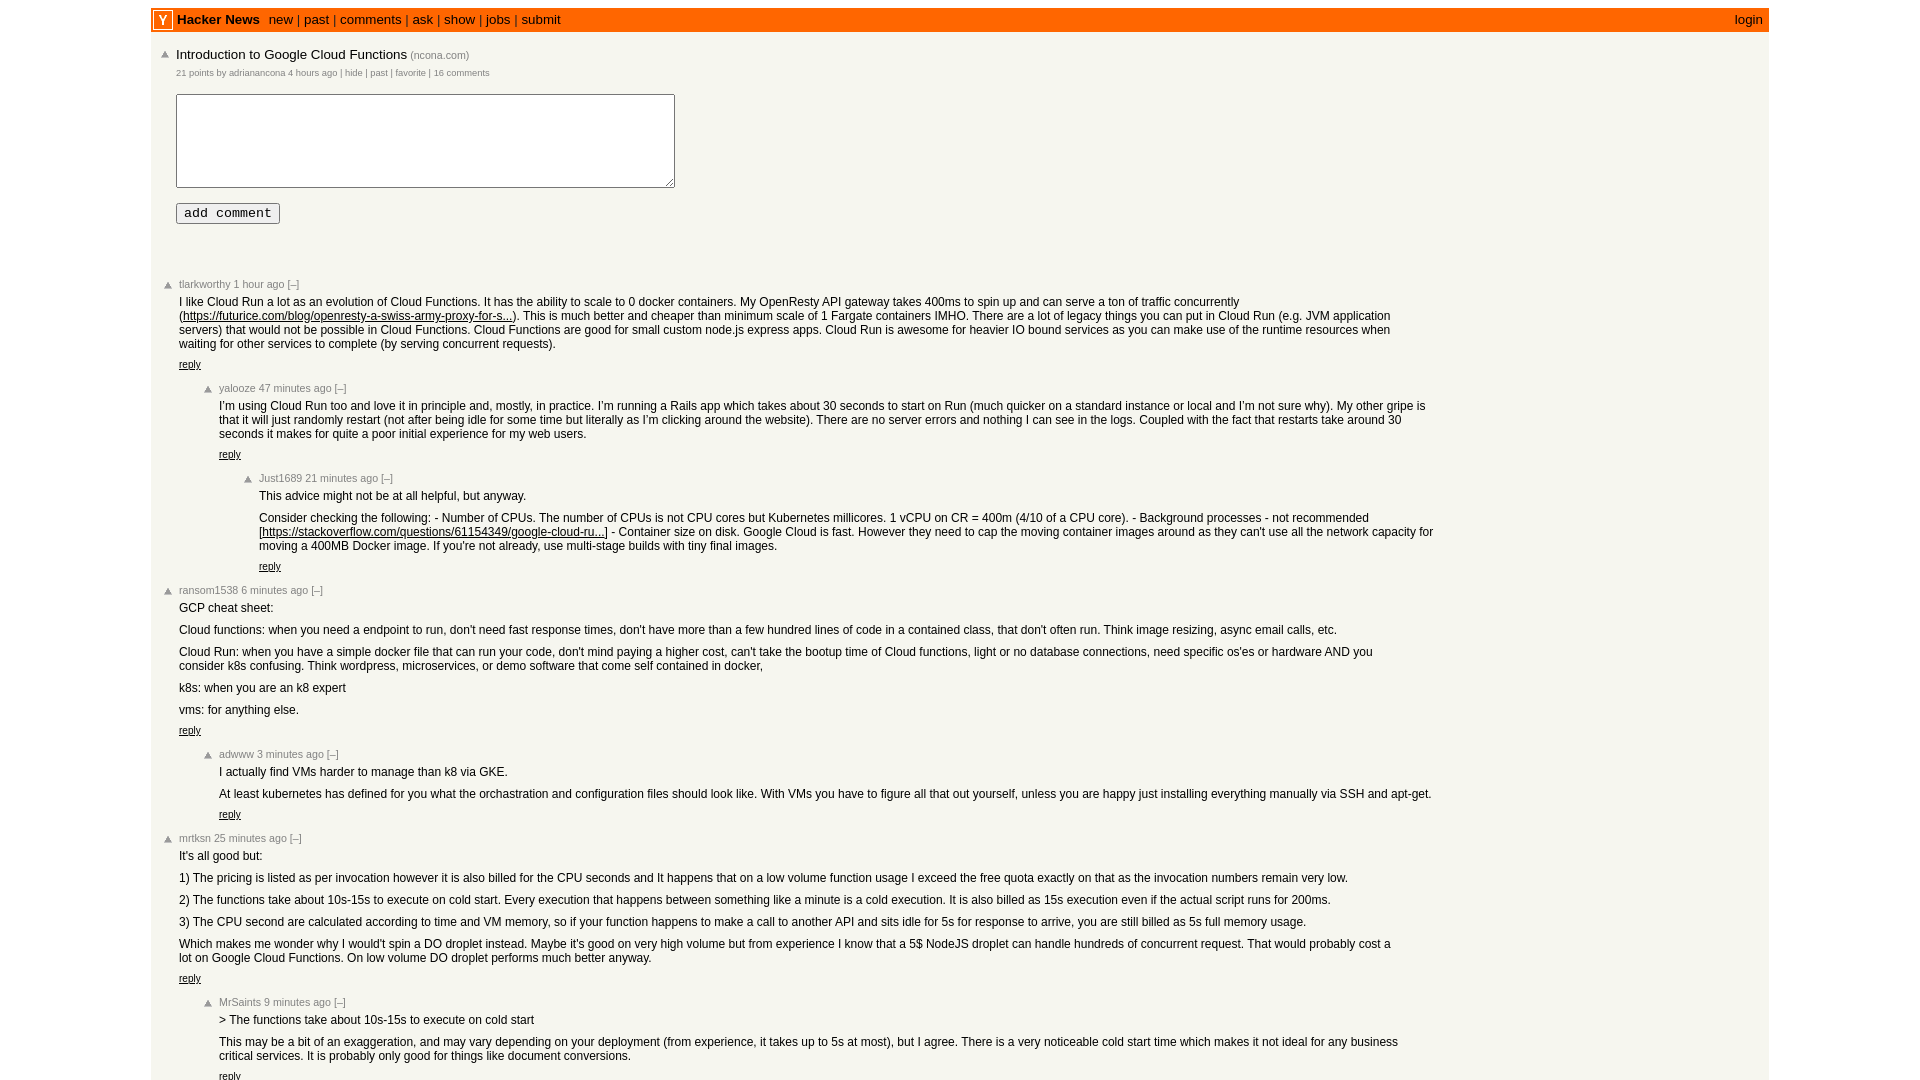 Y Hacker News new | past | comments | ask | show | jobs | submit login
Introduction to Google Cloud Functions (ncona.com)
21 points by adrianancona 4 hours ago | hide | past | favorite | 16 comments
add comment
tlarkworthy 1 hour ago [–]
I like Cloud Run a lot as an evolution of Cloud Functions. It has the ability to scale to 0 docker containers. My OpenResty API gateway takes 400ms to spin up and can serve a ton of traffic concurrently
(https://futurice.com/blog/openresty-a-swiss-army-proxy-for-s...). This is much better and cheaper than minimum scale of 1 Fargate containers IMHO. There are a lot of legacy things you can put in Cloud Run (e.g. JVM application
servers) that would not be possible in Cloud Functions. Cloud Functions are good for small custom node.js express apps. Cloud Run is awesome for heavier IO bound services as you can make use of the runtime resources when
waiting for other services to complete (by serving concurrent requests).
reply
yalooze 47 minutes ago [–]
I’m using Cloud Run too and love it in principle and, mostly, in practice. I’m running a Rails app which takes about 30 seconds to start on Run (much quicker on a standard instance or local and I’m not sure why). My other gripe is
that it will just randomly restart (not after being idle for some time but literally as I’m clicking around the website). There are no server errors and nothing I can see in the logs. Coupled with the fact that restarts take around 30
seconds it makes for quite a poor initial experience for my web users.
reply
Just1689 21 minutes ago [–]
This advice might not be at all helpful, but anyway.
Consider checking the following: - Number of CPUs. The number of CPUs is not CPU cores but Kubernetes millicores. 1 vCPU on CR = 400m (4/10 of a CPU core). - Background processes - not recommended
[https://stackoverflow.com/questions/61154349/google-cloud-ru...] - Container size on disk. Google Cloud is fast. However they need to cap the moving container images around as they can't use all the network capacity for
moving a 400MB Docker image. If you're not already, use multi-stage builds with tiny final images.
reply
ransom1538 6 minutes ago [–]
GCP cheat sheet:
Cloud functions: when you need a endpoint to run, don't need fast response times, don't have more than a few hundred lines of code in a contained class, that don't often run. Think image resizing, async email calls, etc.
Cloud Run: when you have a simple docker file that can run your code, don't mind paying a higher cost, can't take the bootup time of Cloud functions, light or no database connections, need specific os'es or hardware AND you
consider k8s confusing. Think wordpress, microservices, or demo software that come self contained in docker,
k8s: when you are an k8 expert
vms: for anything else.
reply
adwww 3 minutes ago [–]
I actually find VMs harder to manage than k8 via GKE.
At least kubernetes has defined for you what the orchastration and configuration files should look like. With VMs you have to figure all that out yourself, unless you are happy just installing everything manually via SSH and apt-get.
reply
mrtksn 25 minutes ago [–]
It's all good but:
1) The pricing is listed as per invocation however it is also billed for the CPU seconds and It happens that on a low volume function usage I exceed the free quota exactly on that as the invocation numbers remain very low.
2) The functions take about 10s-15s to execute on cold start. Every execution that happens between something like a minute is a cold execution. It is also billed as 15s execution even if the actual script runs for 200ms.
3) The CPU second are calculated according to time and VM memory, so if your function happens to make a call to another API and sits idle for 5s for response to arrive, you are still billed as 5s full memory usage.
Which makes me wonder why I would't spin a DO droplet instead. Maybe it's good on very high volume but from experience I know that a 5$ NodeJS droplet can handle hundreds of concurrent request. That would probably cost a
lot on Google Cloud Functions. On low volume DO droplet performs much better anyway.
reply
MrSaints 9 minutes ago [–]
> The functions take about 10s-15s to execute on cold start
This may be a bit of an exaggeration, and may vary depending on your deployment (from experience, it takes up to 5s at most), but I agree. There is a very noticeable cold start time which makes it not ideal for any business
critical services. It is probably only good for things like document conversions.
reply